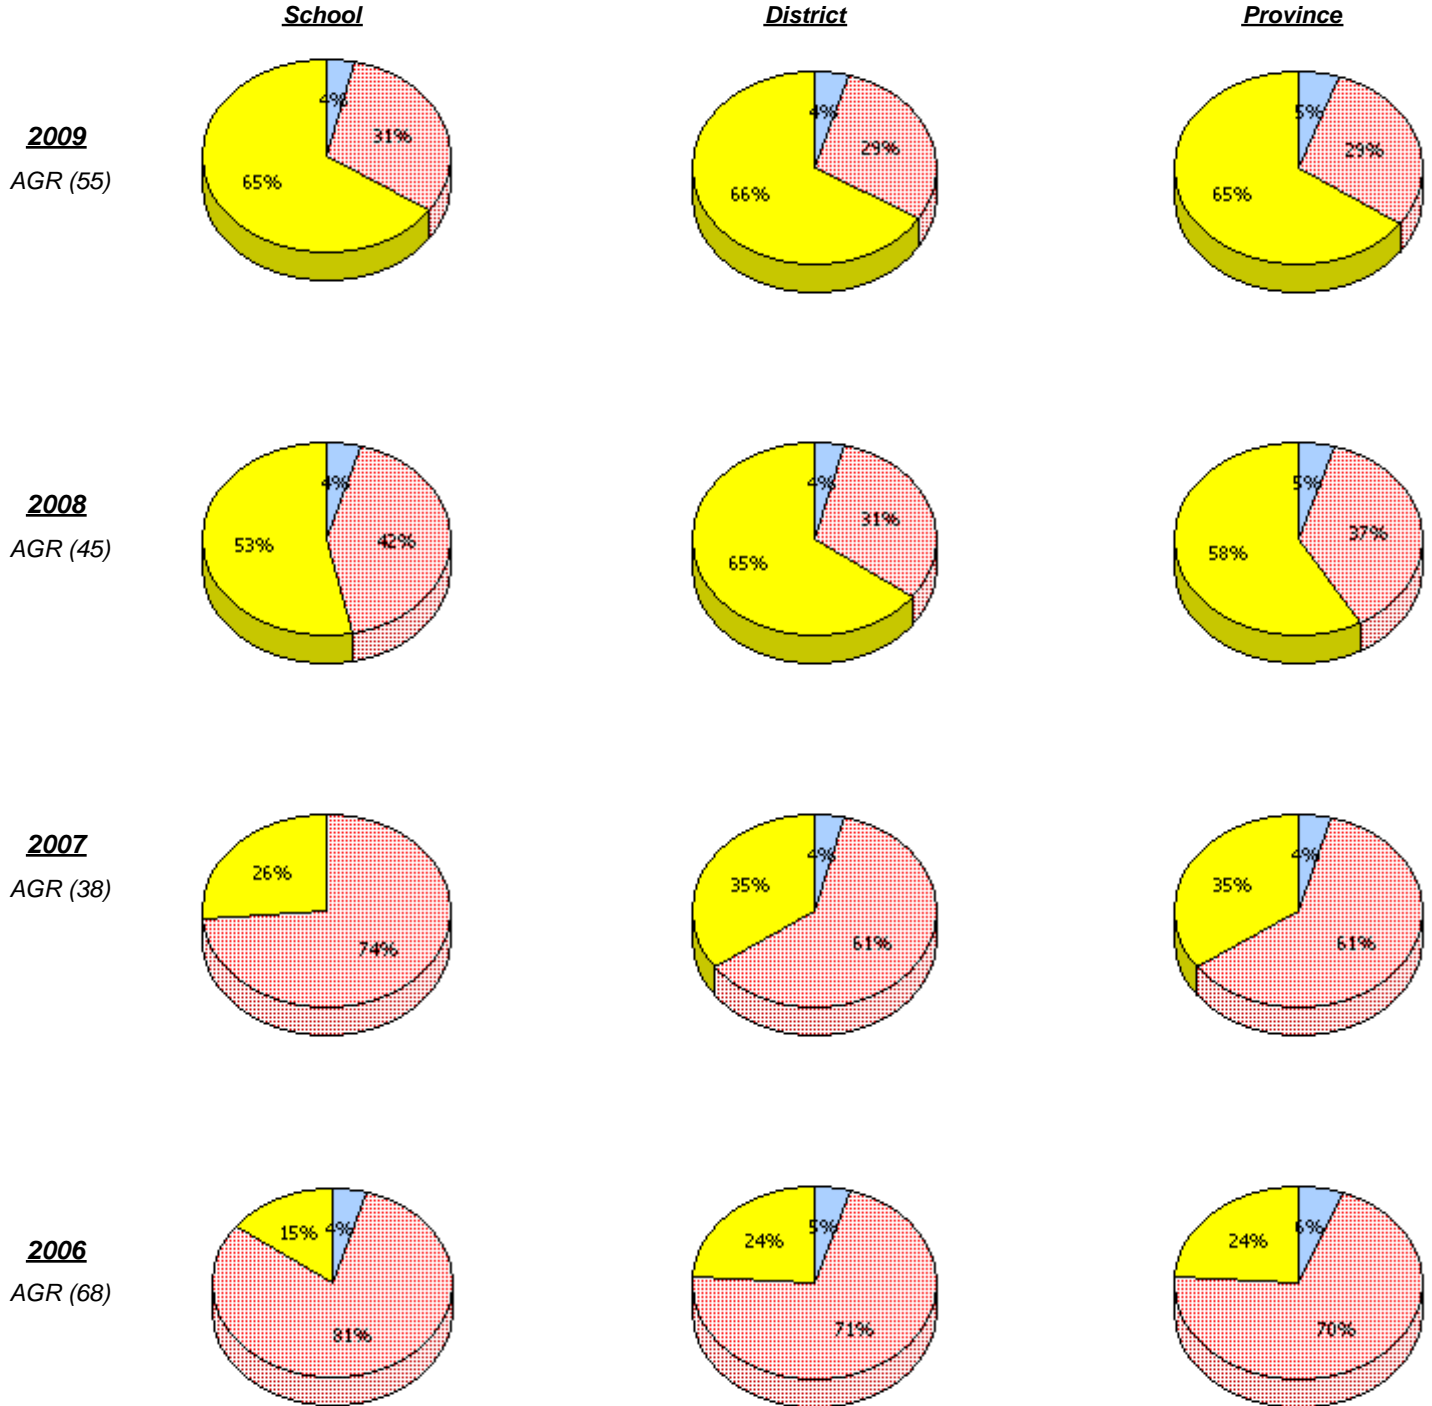 School District Province
4% 4% 5%
31% 29% 29%
2009
AGR (55)
65% 66% 65%
4% 4% 5%
2008
42% 31% 37%
AGR (45)
53% 65% 58%
2007
4% 4%
26% 35% 35%
AGR (38)
74% 61% 61%
15% 4% 24% 5% 24% 6%
2006
AGR (68)
81% 71% 70%